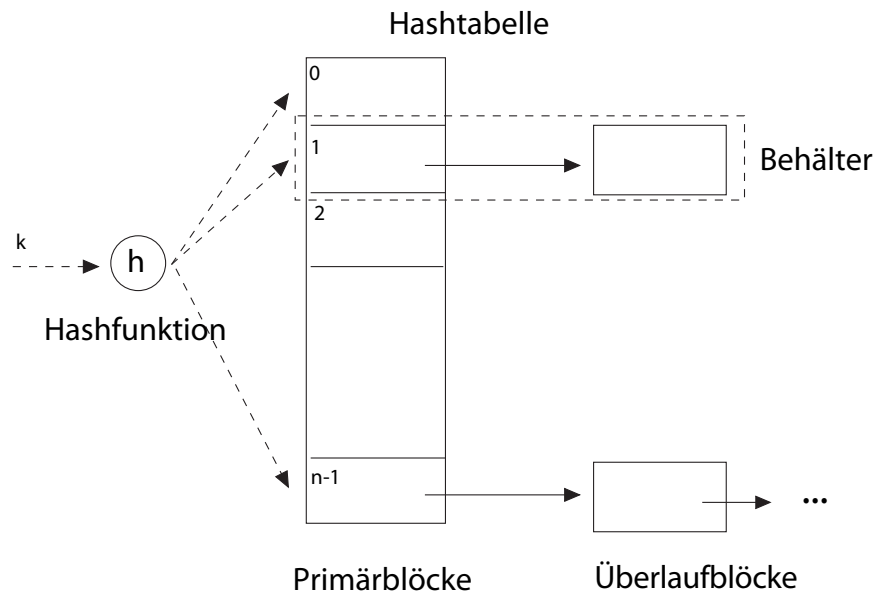 Hashtabelle
0
1
Behälter
2
k
h
Hashfunktion
n-1
...
Primärblöcke
Überlaufblöcke